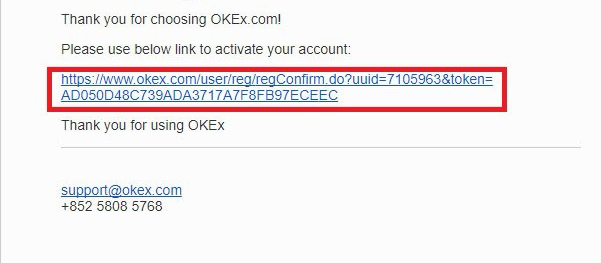 Thank you for choosing OKEx.com!
Please use below link to activate your account:
https://www.okex.com/user/reg/regConfirm.do?uuid=7105963&token=
AD050D48C739ADA3717A7F8FB97ECEEC
Thank you for using OKEx
support@okex.com
+852 5808 5768